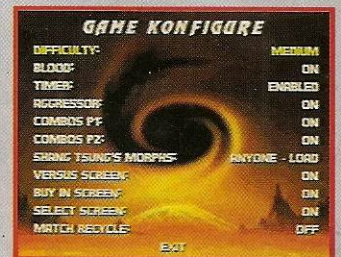 GAME KONFIGURE
DIFFICULTY: MEDIUM
BLOOD: ON
TIMER: ENABLED
AGGRESSOR: ON
COMBOS P1: ON
COMBOS P2: ON
SHANG TSUNG'S MORPHS: ANYONE - LOAD
VERSUS SCREEN: ON
BUY IN SCREEN: ON
SELECT SCREEN: ON
MATCH RECYCLE: OFF
EXIT